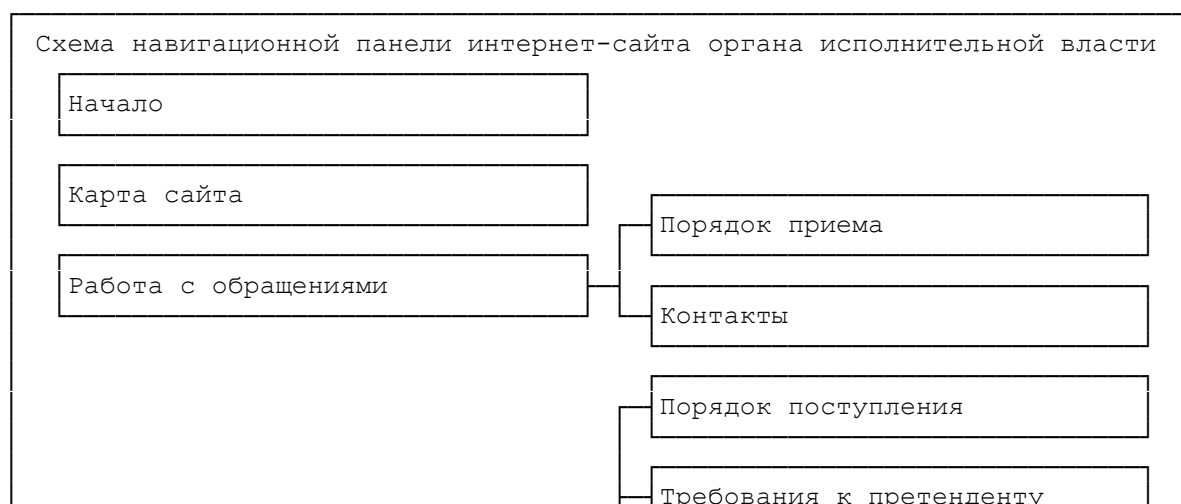 Схема навигационной панели интернет-сайта органа исполнительной власти
Начало
Карта сайта
Порядок приема
Работа с обращениями
Контакты
Порядок поступления
Требования к претенденту